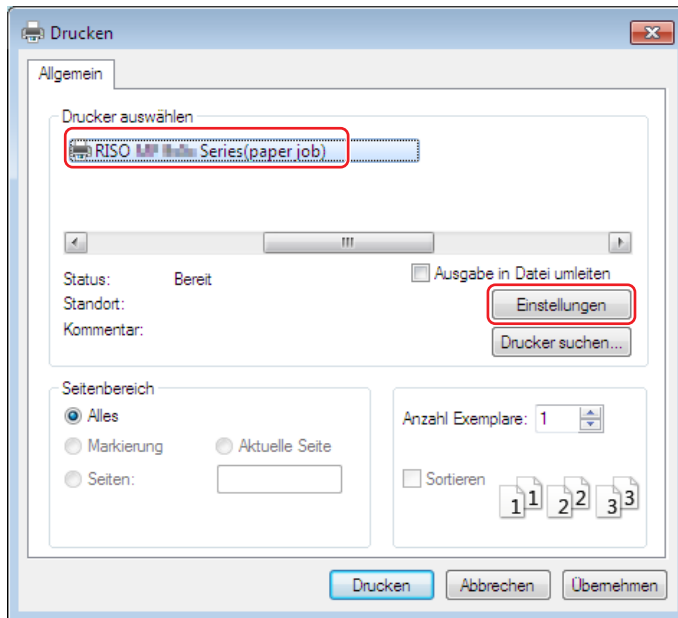 Drucken
Allgemein
Drucker auswählen
RISO Series(paper job)
Status: Bereit
Ausgabe in Datei umleiten
Standort:
Einstellungen
Kommentar:
Drucker suchen...
Seitenbereich
Alles
Markierung
Aktuelle Seite
Seiten:
Anzahl Exemplare: 1
Sortieren
1 1 2 2 3 3
Drucken
Abbrechen
Übernehmen